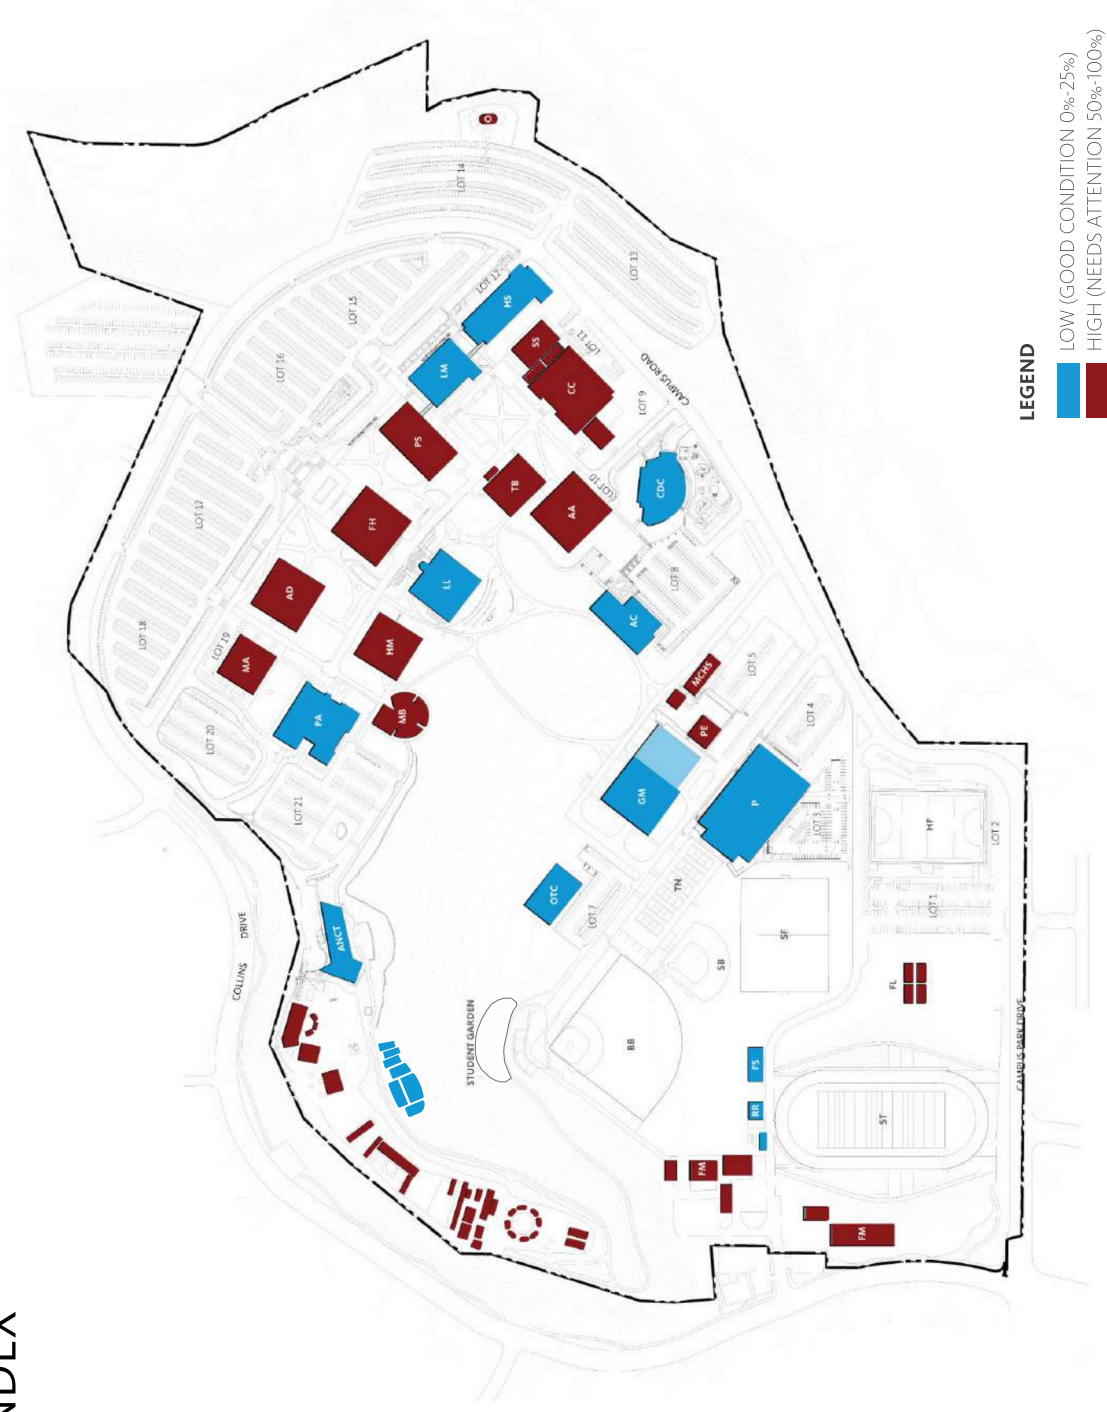 NDEX
LEGEND
LOW (GOOD CONDITION 0%-25%)
HIGH (NEEDS ATTENTION 50%-100%)
O
LOT 14
LOT 13
LOT 12
HS
LOT 15
LOT 16
LM
SS
LOT 11
CC
CAMPUS ROAD
LOT 9
PS
TB
LOT 10
AA
CDC
LOT 17
FH
LL
LOT 8
AC
AD
LOT 18
LOT 19
MA
HM
MCHS
LOT 5
PA
MB
PE
LOT 4
LOT 20
LOT 21
GM
P
LOT 3
HF
LOT 2
OTC
LOT 7
TN
LOT 1
COLLINS DRIVE
ANCT
SF
SB
FL
STUDENT GARDEN
BB
CAMPUS PARK DRIVE
FS
RR
ST
FM
FM